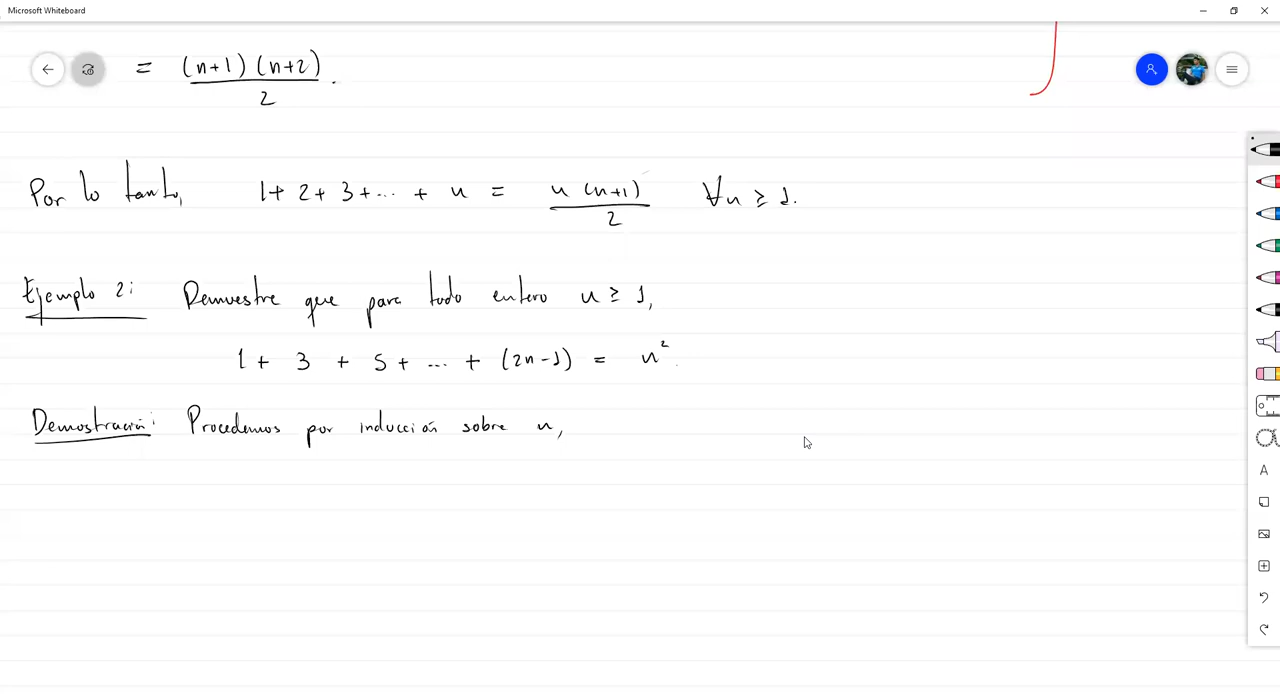 Microsoft Whiteboard
= (n+1)(n+2)/2.
Por lo tanto, 1+2+3+...+n = n(n+1)/2 ∀n≥1.
Ejemplo 2: Demuestre que para todo entero n≥1,
1+3+5+...+(2n-1) = n².
Demostración: Procedemos por inducción sobre n,
A